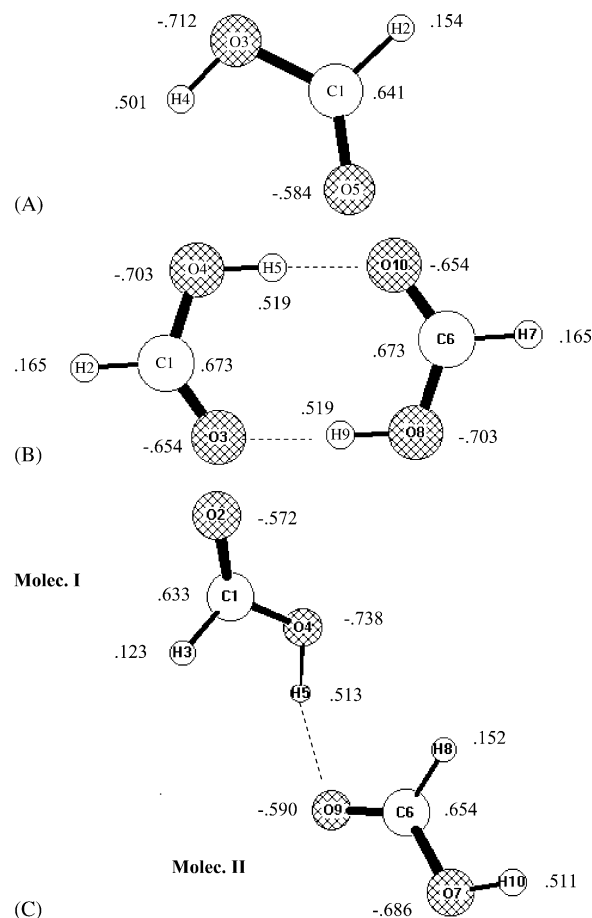 -.712 O3 H2 .154
C1 .641
.501 H4
-.584 O5
(A)
-.703 O4 H5 O10 -.654
.519
.165 H2 C1 .673 .673 C6 H7 .165
.519
-.654 O3 H9 O8 -.703
(B)
O2 -.572
Molec. I
.633 C1
O4 -.738
.123 H3
H5 .513
H8 .152
-.590 O9 C6 .654
Molec. II
O7 H10 .511
-.686
(C)